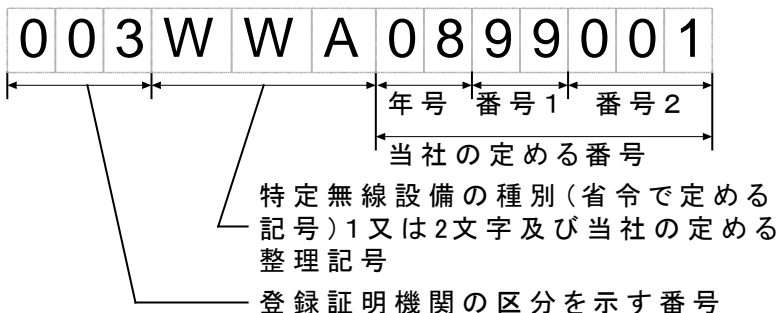 003WWA0899001
年号 番号1 番号2
当社の定める番号
特定無線設備の種別(省令で定める
記号)1又は2文字及び当社の定める
整理記号
登録証明機関の区分を示す番号